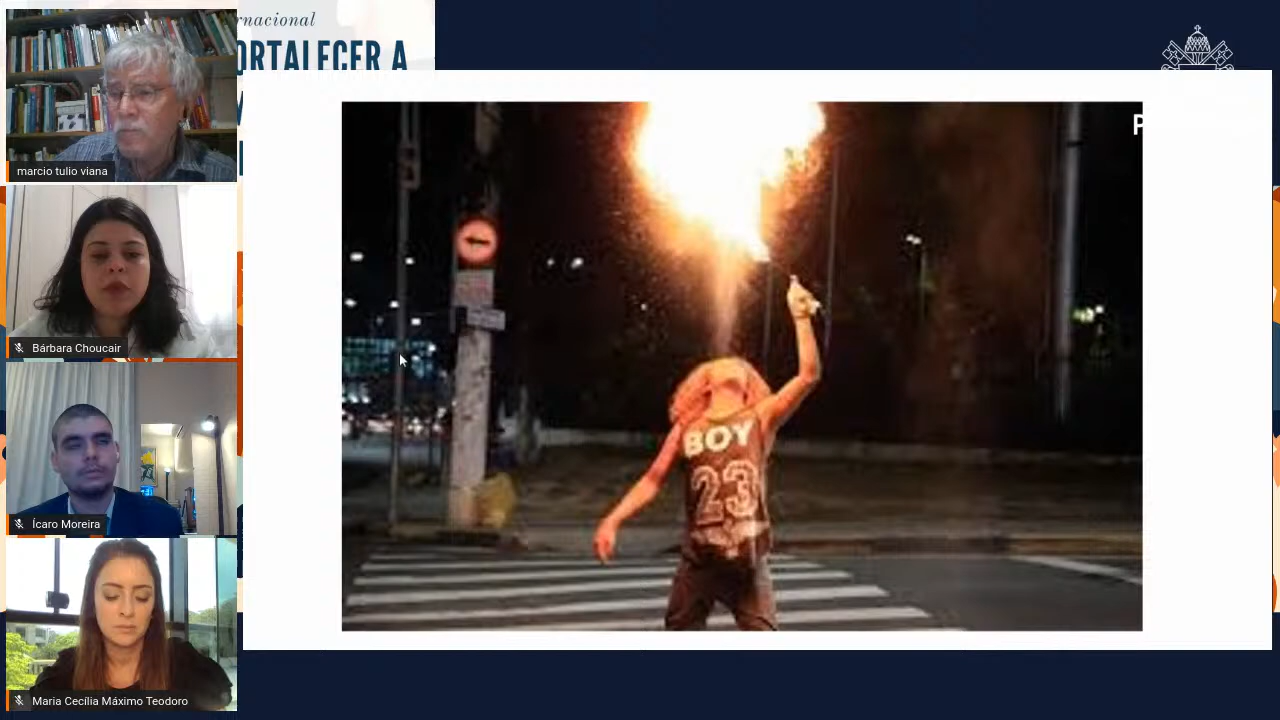 rnacional
ORTALECER A
marcio tulio viana
Bárbara Choucair
Ícaro Moreira
Maria Cecília Máximo Teodoro
P
BOY
23